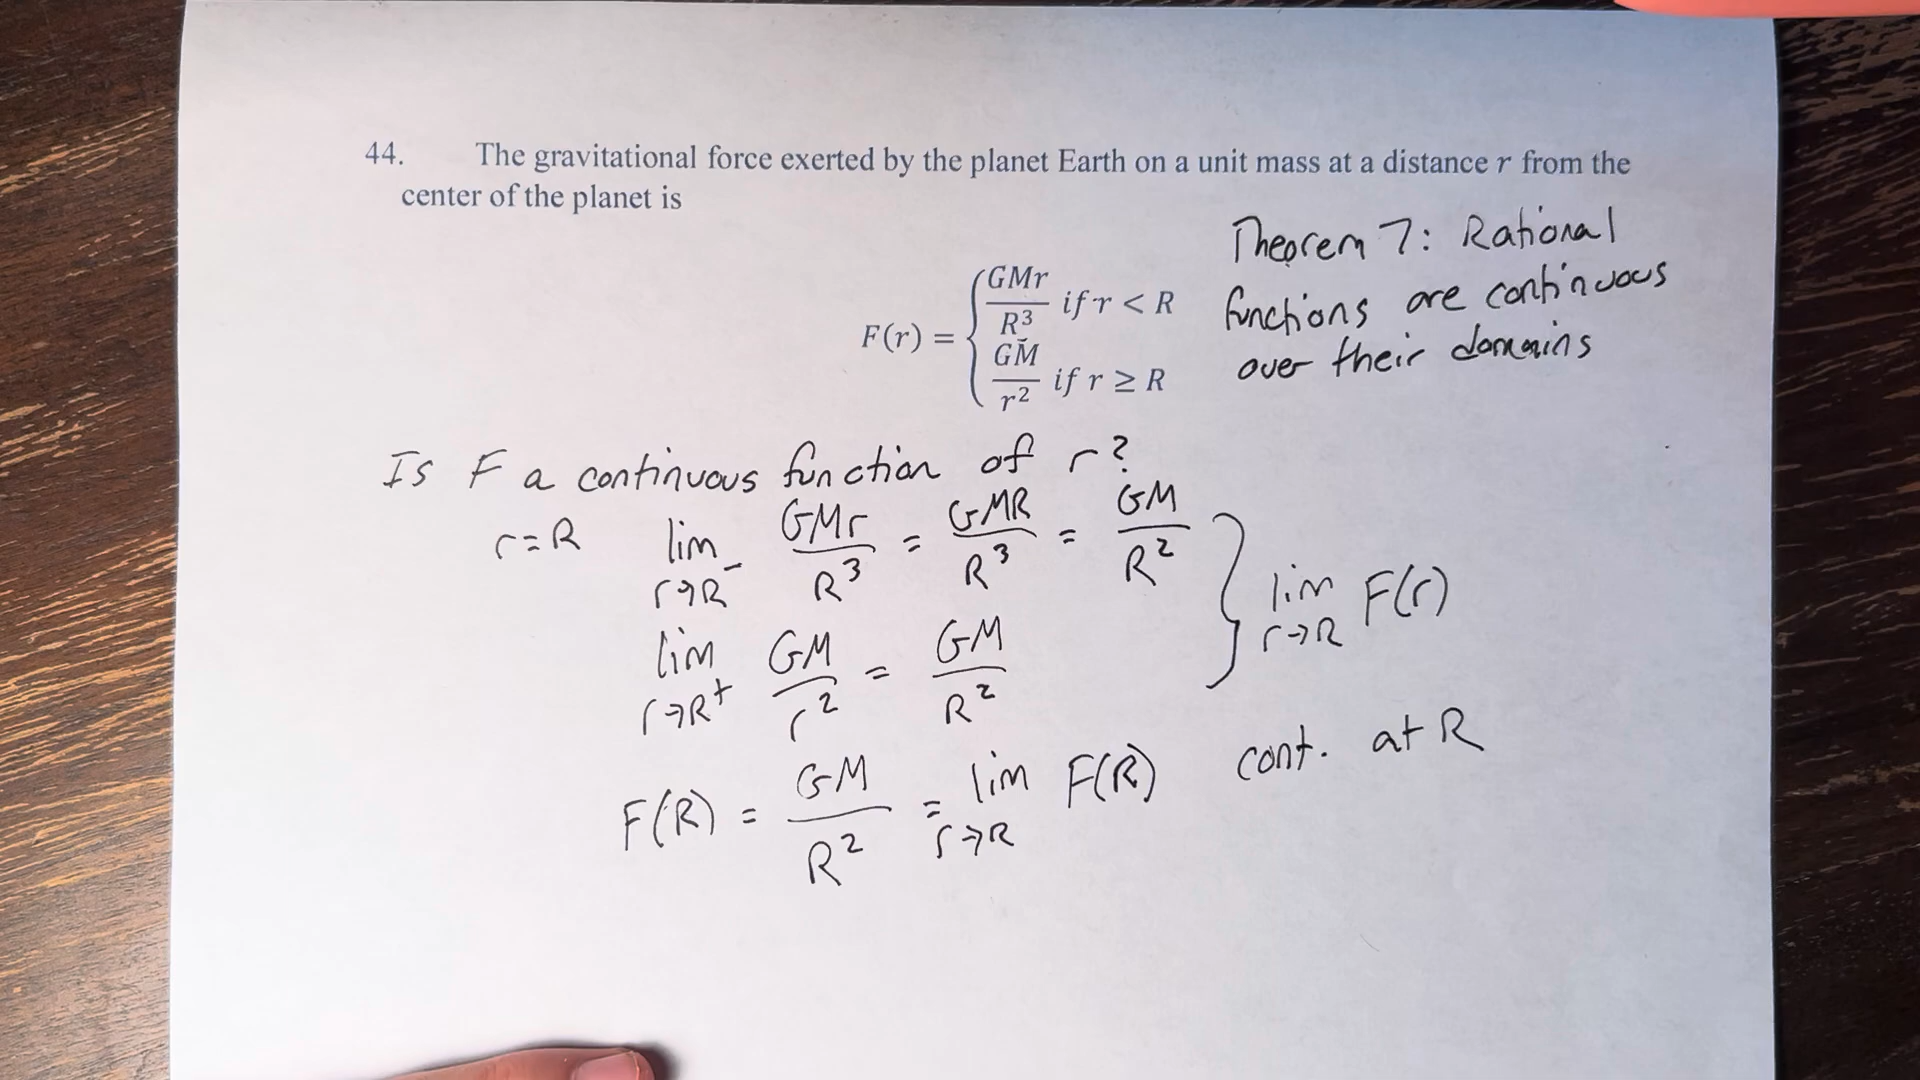 44. The gravitational force exerted by the planet Earth on a unit mass at a distance r from the
center of the planet is
Theorem 7: Rational
functions are continuous
over their domains
F(r) = { GMr/R³ if r < R
GM/r² if r ≥ R
Is F a continuous function of r?
r=R lim r→R⁻ GMr/R³ = GMR/R³ = GM/R²
lim r→R⁺ GM/r² = GM/R² } lim r→R F(r)
F(R) = GM/R² = lim r→R F(R) cont. at R